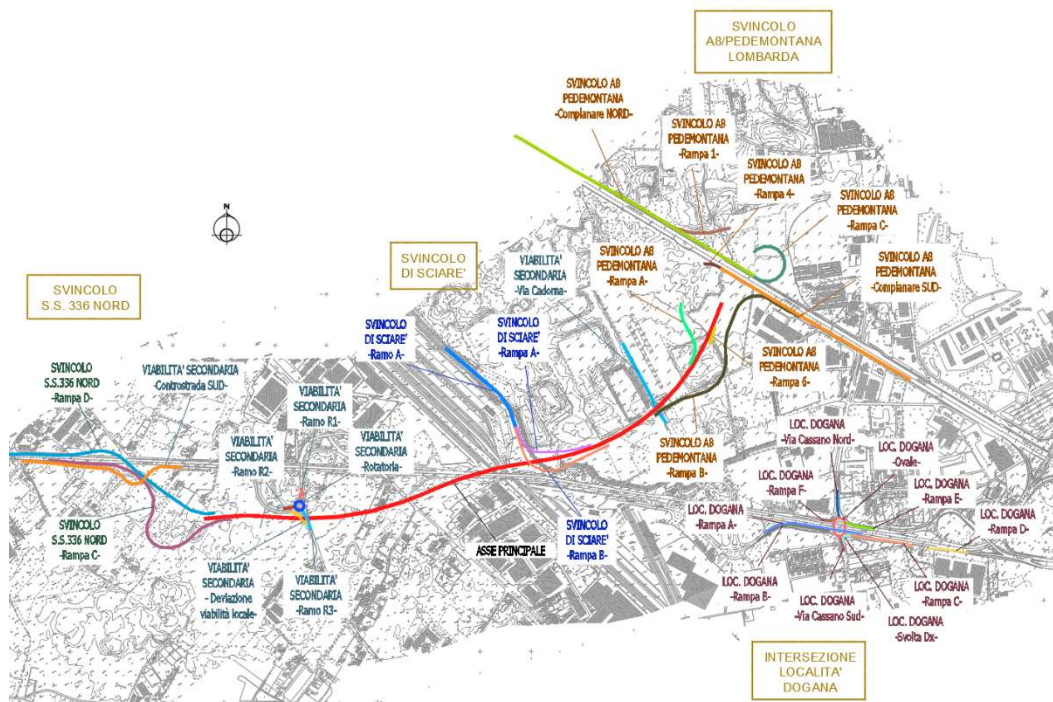 SVINCOLO
A8/PEDEMONTANA
LOMBARDA
SVINCOLO A8
PEDEMONTANA
-Complanare NORD-
SVINCOLO A8
PEDEMONTANA
-Rampa 1-
SVINCOLO A8
PEDEMONTANA
-Rampa 4-
SVINCOLO A8
PEDEMONTANA
-Rampa C-
N
SVINCOLO
DI SCIARE'
VIABILITA'
SECONDARIA
-Via Cadorna-
SVINCOLO A8
PEDEMONTANA
-Rampa A-
SVINCOLO A8
PEDEMONTANA
-Complanare SUD-
SVINCOLO
S.S. 336 NORD
SVINCOLO
DI SCIARE'
-Ramo A-
SVINCOLO
DI SCIARE'
-Rampa A-
SVINCOLO A8
PEDEMONTANA
-Rampa 6-
SVINCOLO
S.S.336 NORD
-Rampa D-
VIABILITA' SECONDARIA
-Controstrada SUD-
VIABILITA'
SECONDARIA
-Ramo R1-
VIABILITA'
SECONDARIA
-Ramo R2-
VIABILITA'
SECONDARIA
-Rotatoria-
SVINCOLO A8
PEDEMONTANA
-Rampa B-
LOC. DOGANA
-Via Cassano Nord-
LOC. DOGANA
-Ovale-
LOC. DOGANA
-Rampa F-
LOC. DOGANA
-Rampa E-
LOC. DOGANA
-Rampa A-
LOC. DOGANA
-Rampa D-
SVINCOLO
S.S.336 NORD
-Rampa C-
ASSE PRINCIPALE
SVINCOLO
DI SCIARE'
-Rampa B-
VIABILITA'
SECONDARIA
- Deviazione
viabilità locale-
VIABILITA'
SECONDARIA
-Ramo R3-
LOC. DOGANA
-Rampa B-
LOC. DOGANA
-Via Cassano Sud-
LOC. DOGANA
-Rampa C-
LOC. DOGANA
-Svolta Dx-
INTERSEZIONE
LOCALITA'
DOGANA